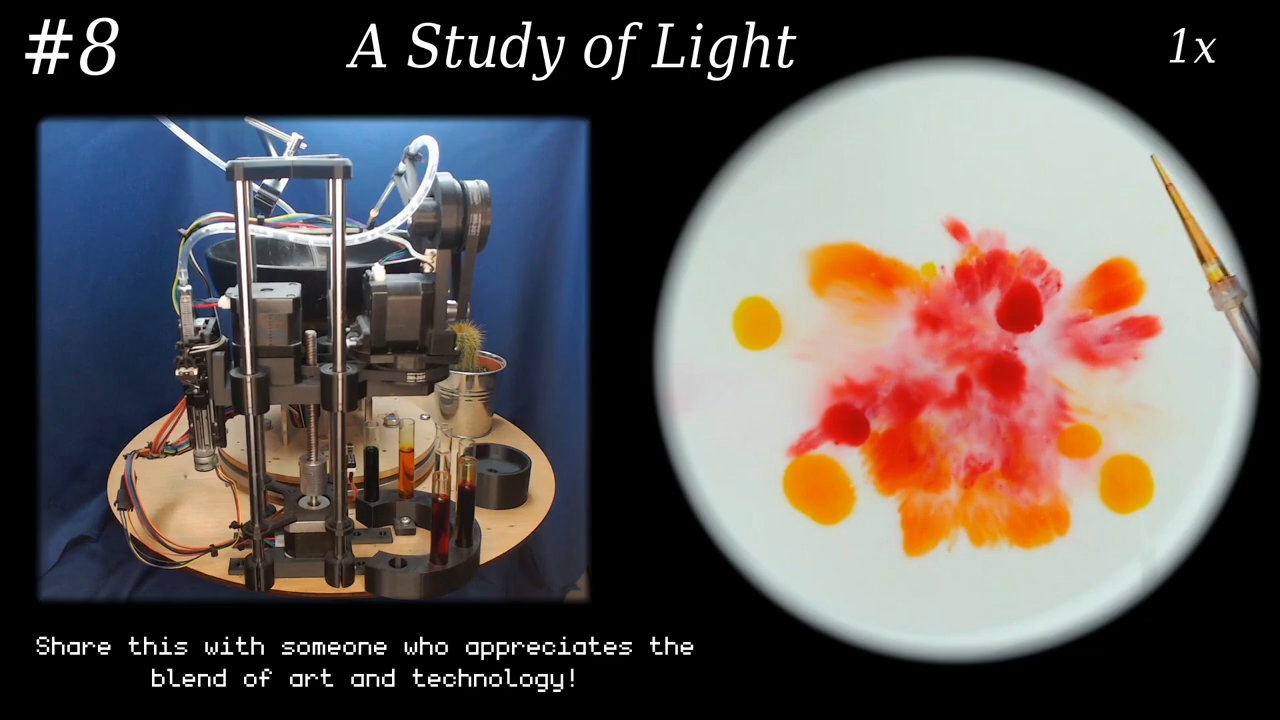 #8
A Study of Light
1x
Share this with someone who appreciates the
blend of art and technology!